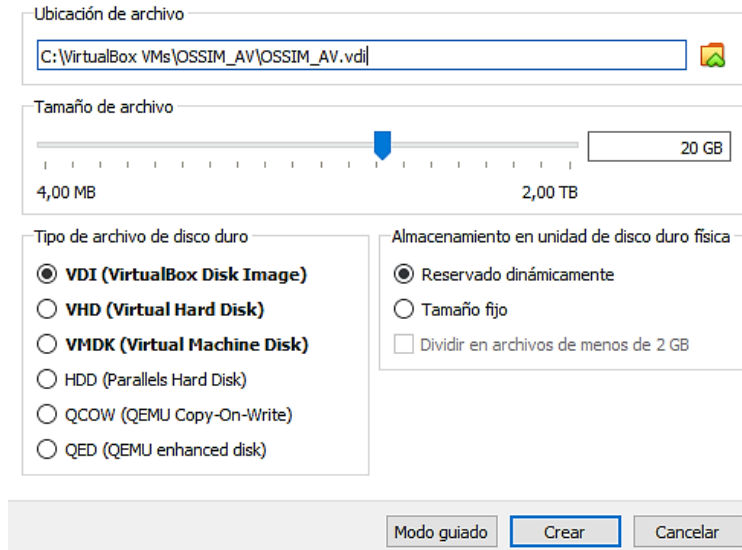 Ubicación de archivo
C:\VirtualBox VMs\OSSIM_AV\OSSIM_AV.vdi
Tamaño de archivo
20 GB
4,00 MB 2,00 TB
Tipo de archivo de disco duro
VDI (VirtualBox Disk Image)
VHD (Virtual Hard Disk)
VMDK (Virtual Machine Disk)
HDD (Parallels Hard Disk)
QCOW (QEMU Copy-On-Write)
QED (QEMU enhanced disk)
Almacenamiento en unidad de disco duro física
Reservado dinámicamente
Tamaño fijo
Dividir en archivos de menos de 2 GB
Modo guiado Crear Cancelar